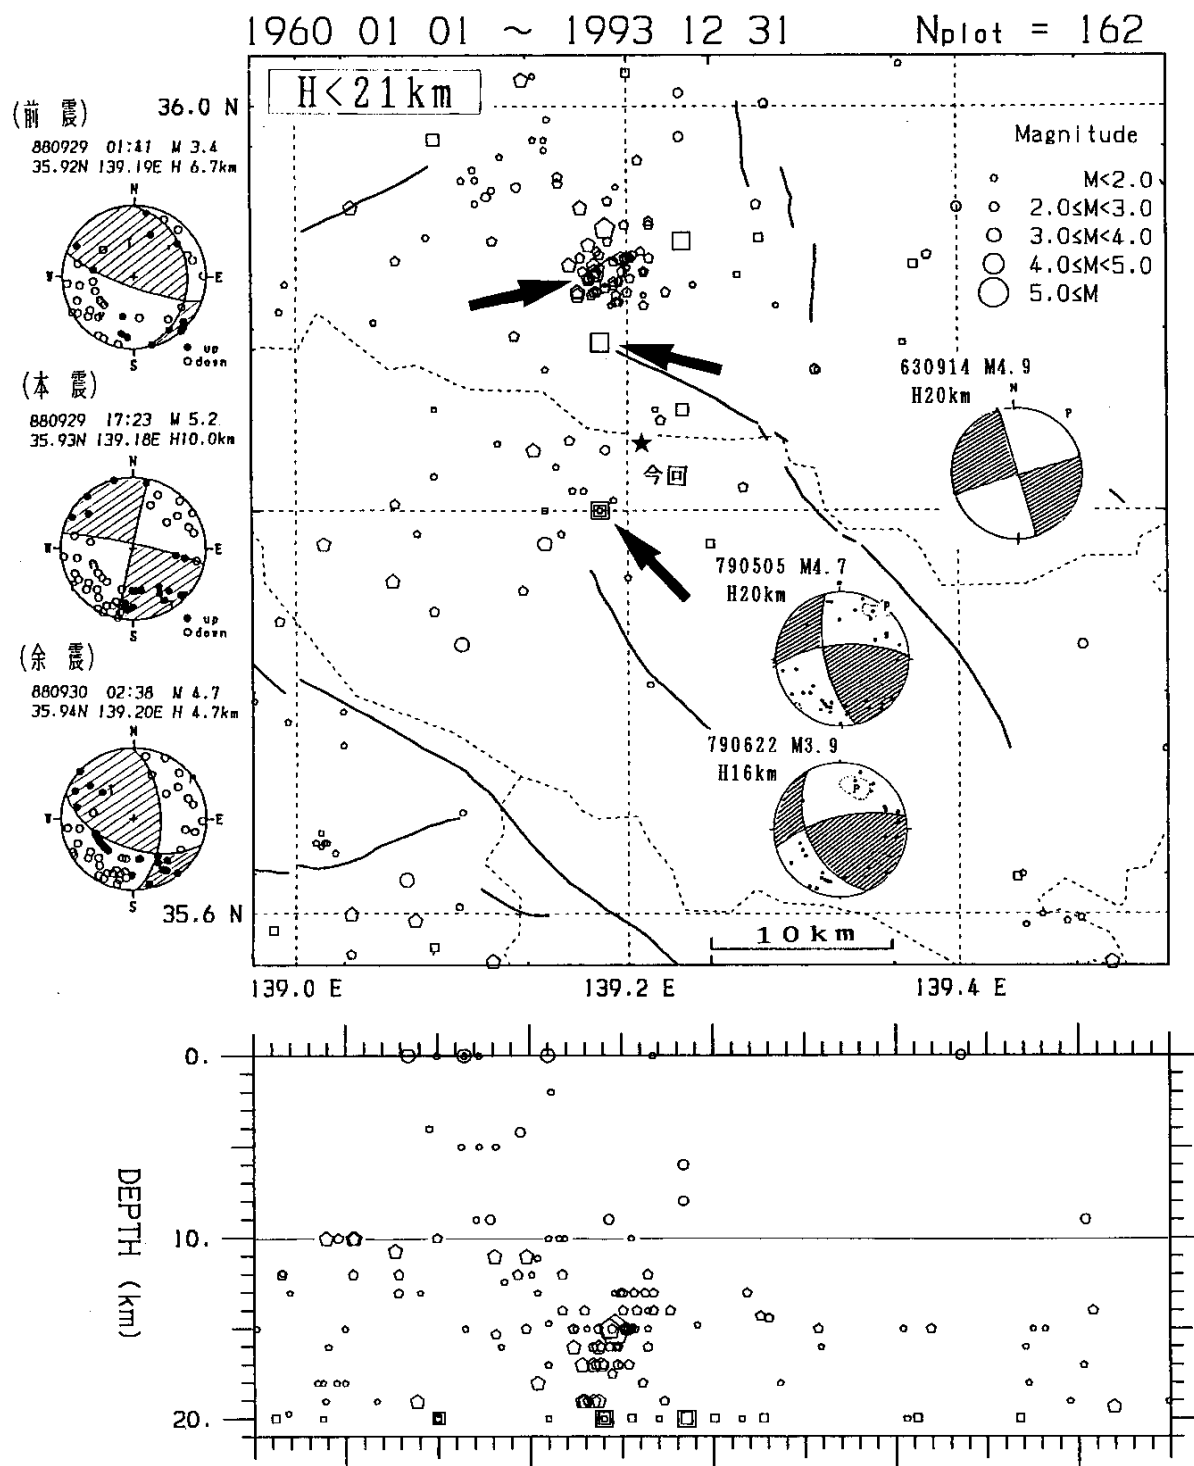 1960 01 01 ~ 1993 12 31 Nplot = 162
H<21km
36.0 N
(前 震)
880929 01:41 M 3.4
35.92N 139.19E H 6.7km
N
T
W
E
P
S
up
down
Magnitude
M<2.0
2.0≤M<3.0
3.0≤M<4.0
4.0≤M<5.0
5.0≤M
(本 震)
880929 17:23 M 5.2
35.93N 139.18E H10.0km
N
W
E
S
up
down
630914 M4.9
H20km
N
P
今回
790505 M4.7
H20km
P
(余 震)
880930 02:38 M 4.7
35.94N 139.20E H 4.7km
N
T
P
W
E
S
790622 M3.9
H16km
P
35.6 N
10km
139.0 E
139.2 E
139.4 E
0.
10.
20.
DEPTH (km)